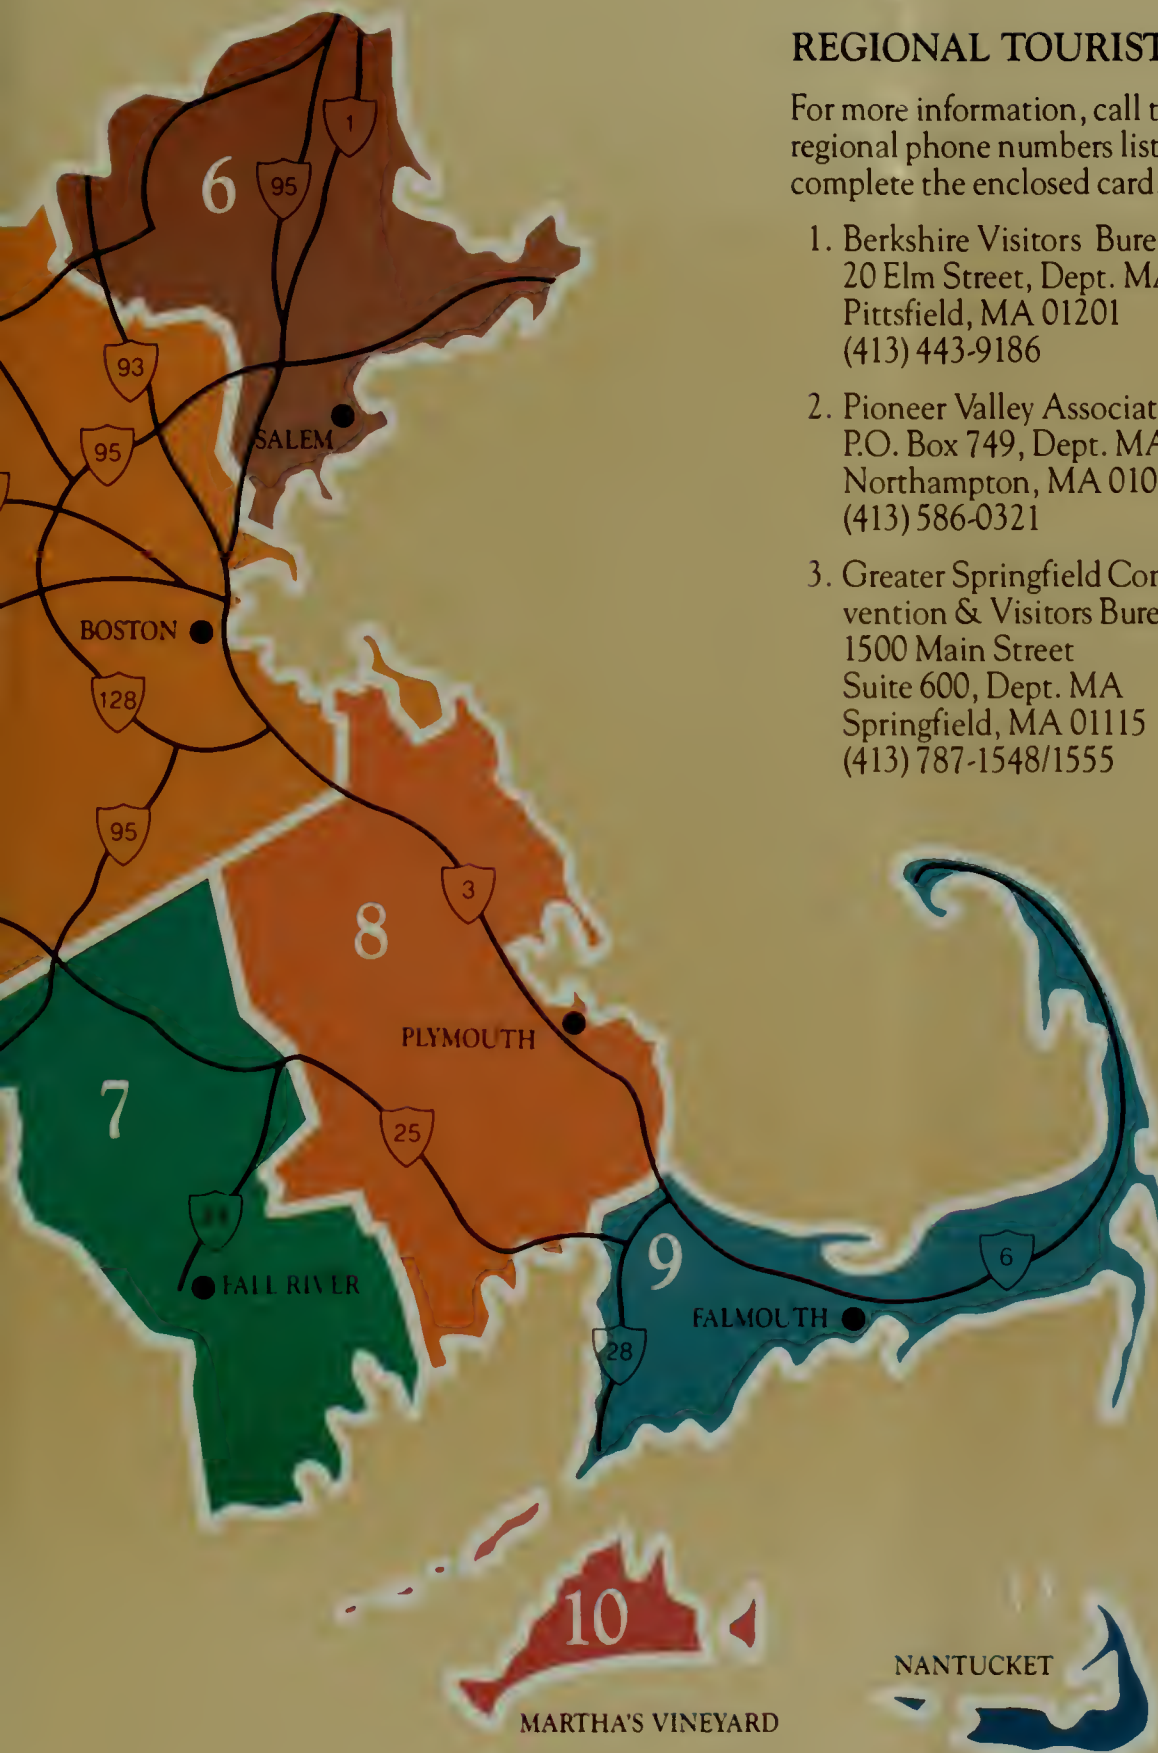 REGIONAL TOURIST
For more information, call t
regional phone numbers list
complete the enclosed card
1. Berkshire Visitors Bure
20 Elm Street, Dept. MA
Pittsfield, MA 01201
(413) 443-9186
2. Pioneer Valley Associat
P.O. Box 749, Dept. MA
Northampton, MA 010
(413) 586-0321
3. Greater Springfield Con
vention & Visitors Bure
1500 Main Street
Suite 600, Dept. MA
Springfield, MA 01115
(413) 787-1548/1555
1
6
95
93
95
SALEM
BOSTON
128
95
3
8
PLYMOUTH
7
25
9
6
FALL RIVER
FALMOUTH
28
10
NANTUCKET
MARTHA'S VINEYARD